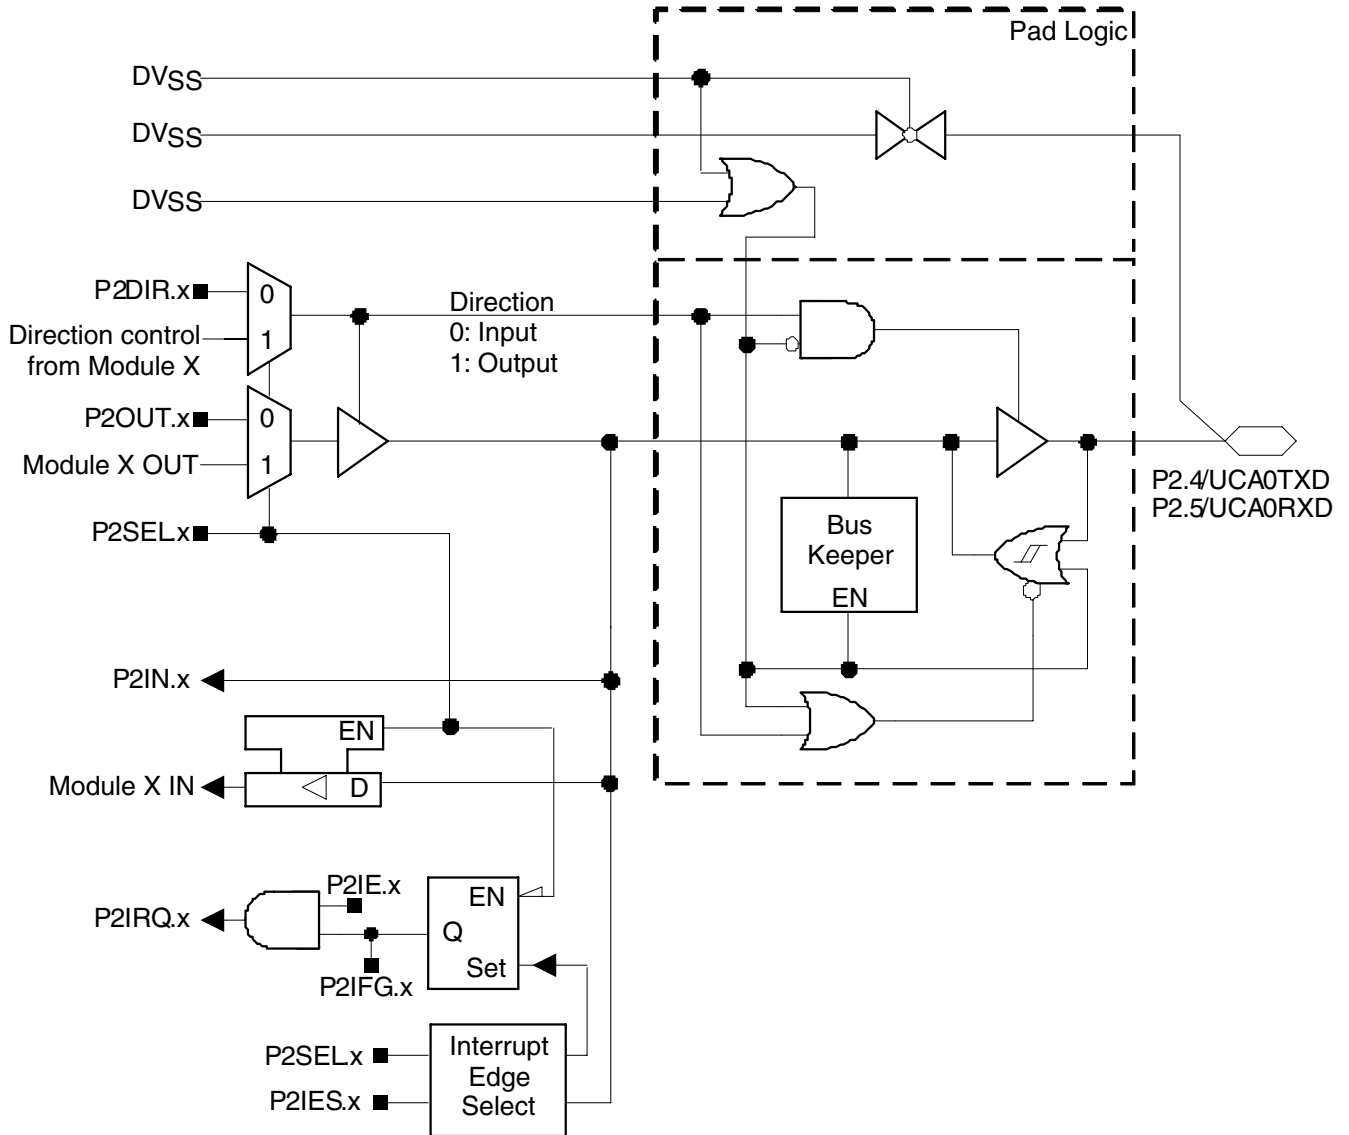 Pad Logic
DVSS
DVSS
DVSS
P2DIR.x
0
1
Direction control
from Module X
Direction
0: Input
1: Output
P2OUT.x
0
1
Module X OUT
P2SEL.x
P2.4/UCA0TXD
P2.5/UCA0RXD
Bus
Keeper
EN
P2IN.x
EN
D
Module X IN
P2IE.x
P2IRQ.x
EN
Q
Set
P2IFG.x
P2SEL.x
P2IES.x
Interrupt
Edge
Select